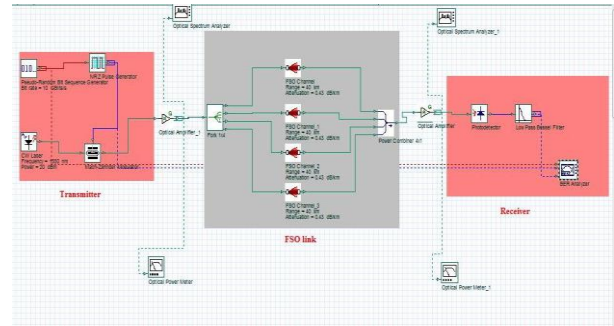 Optical Spectrum Analyzer
Optical Spectrum Analyzer_1
NRZ Pulse Generator
Pseudo-Random Bit Sequence Generator
Bit rate = 10 Gbits/s
CW Laser
Power = 20 dBm
Mach-Zehnder Modulator
Transmitter
Optical Amplifier_1
Fork 1x4
FSO Channel
Range = 40 km
Attenuation = 0.43 dB/km
FSO Channel_1
Range = 40 km
Attenuation = 0.43 dB/km
FSO Channel_2
Range = 40 km
Attenuation = 0.43 dB/km
FSO Channel_3
Range = 40 km
Attenuation = 0.43 dB/km
FSO link
Power Combiner 4x1
Optical Amplifier
Photodetector
Low Pass Bessel Filter
BER Analyzer
Receiver
Optical Power Meter
Optical Power Meter_1